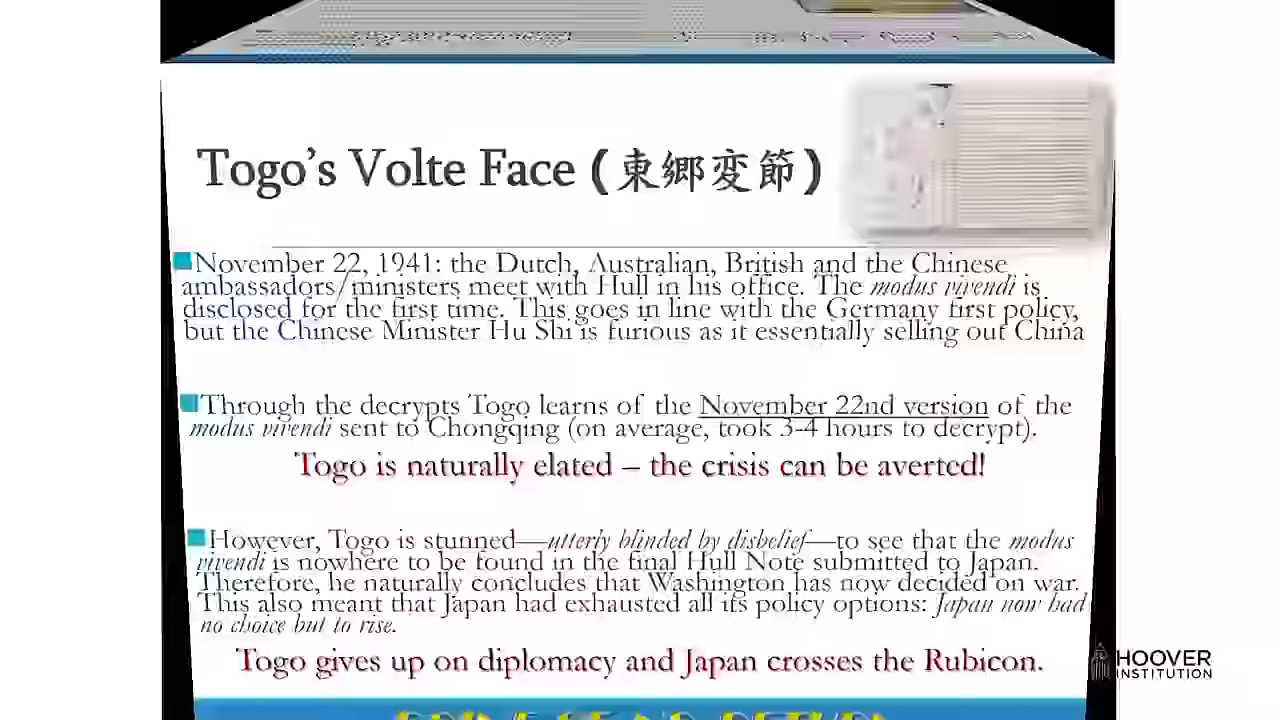 Togo's Volte Face (東郷変節)
November 22, 1941: the Dutch, Australian, British and the Chinese
ambassadors/ministers meet with Hull in his office. The modus vivendi is
disclosed for the first time. This goes in line with the Germany first policy,
but the Chinese Minister Hu Shi is furious as it essentially selling out China
Through the decrypts Togo learns of the November 22nd version of the
modus vivendi sent to Chongqing (on average, took 3-4 hours to decrypt).
Togo is naturally elated – the crisis can be averted!
However, Togo is stunned—utterly blinded by disbelief—to see that the modus
vivendi is nowhere to be found in the final Hull Note submitted to Japan.
Therefore, he naturally concludes that Washington has now decided on war.
This also meant that Japan had exhausted all its policy options: Japan now had
no choice but to rise.
Togo gives up on diplomacy and Japan crosses the Rubicon.
HOOVER
INSTITUTION